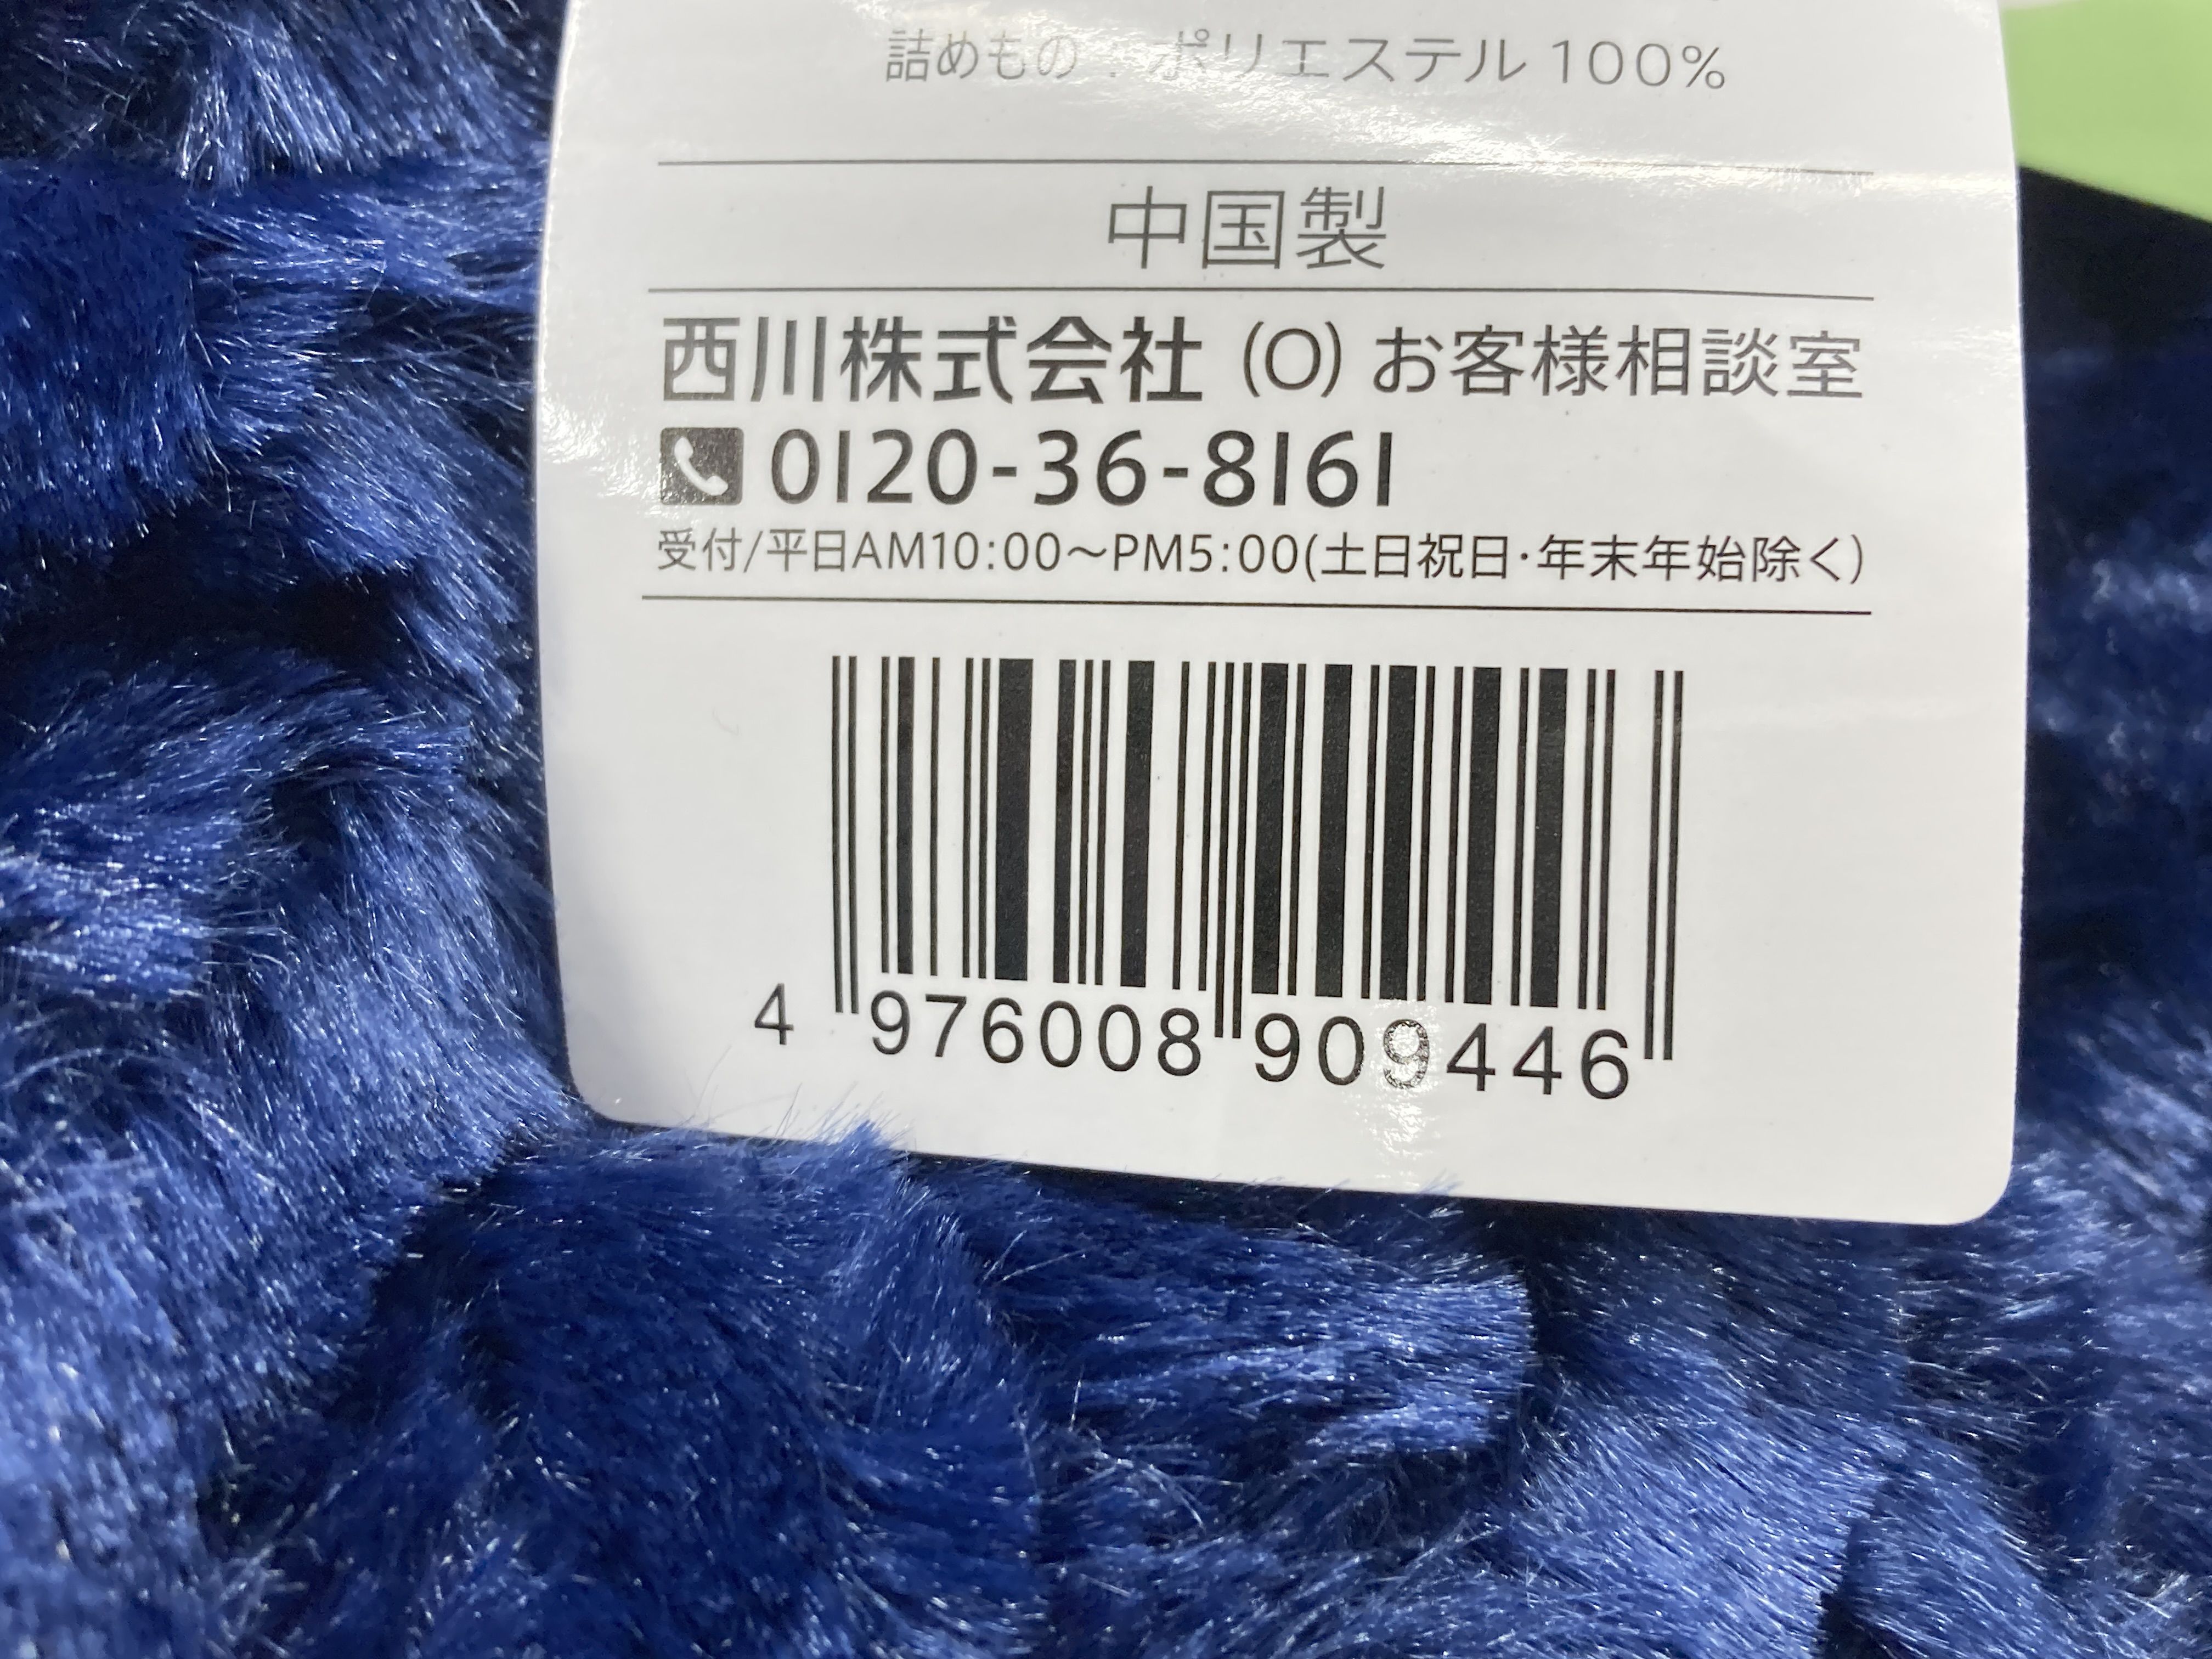 詰めもの : ポリエステル 100%
中国製
西川株式会社 (O) お客様相談室
0120-36-8161
受付/平日AM10:00～PM5:00(土日祝日･年末年始除く)
4 976008 909446